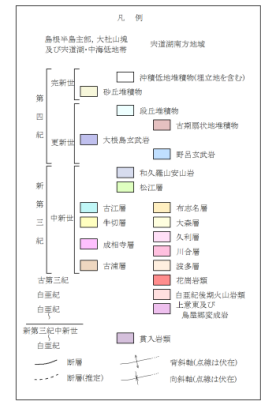 凡 例
島根半島主部, 大社山境
及び宍道湖・中海低地帯
宍道湖南方地域
第四紀
完新世
沖積低地堆積物(埋立地を含む)
砂丘堆積物
更新世
段丘堆積物
古期扇状地堆積物
大根島玄武岩
野呂玄武岩
新第三紀
中新世
和久羅山安山岩
松江層
古江層
布志名層
牛切層
大森層
久利層
成相寺層
川合層
古浦層
波多層
古第三紀
花崗岩類
白亜紀
白亜紀後期火山岩類
白亜紀
上意東及び
鳥屋郷変成岩
新第三紀中新世
白亜紀
貫入岩類
断層
背斜軸(点線は伏在)
断層(推定)
向斜軸(点線は伏在)